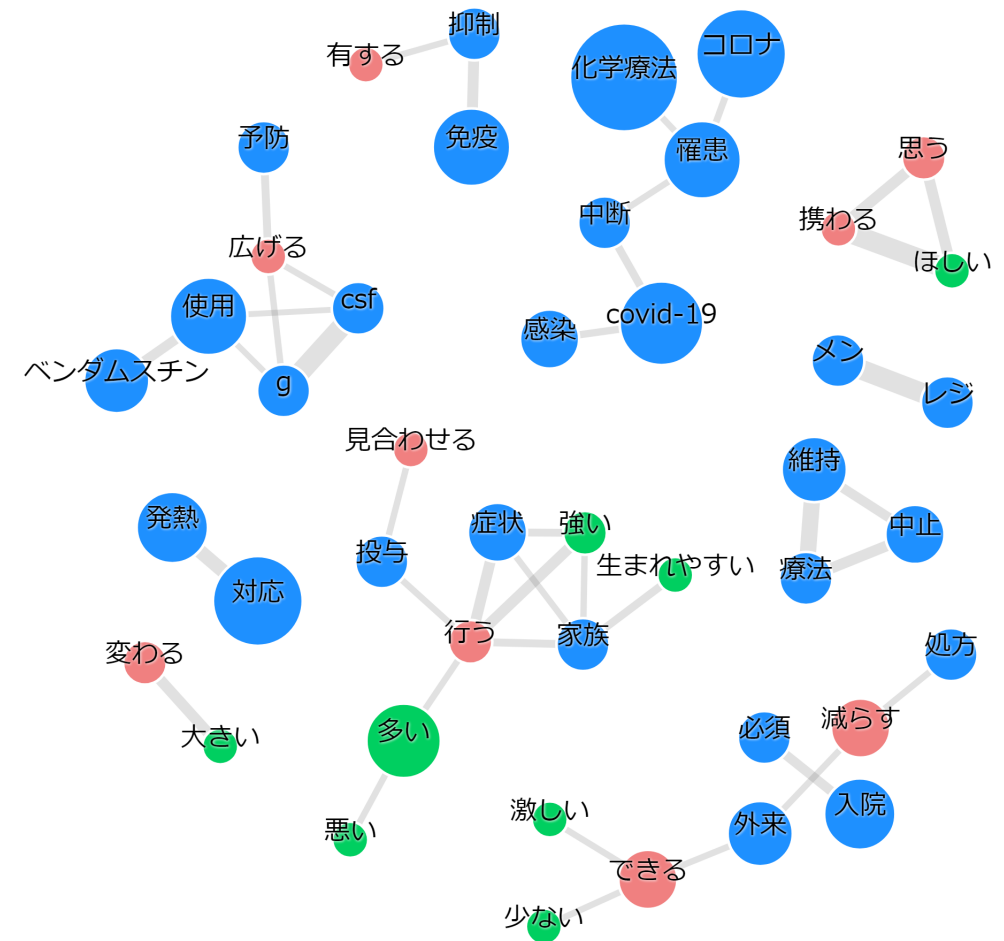 抑制
有する
コロナ
化学療法
予防
免疫
罹患
思う
中断
携わる
広げる
ほしい
csf
使用
covid-19
感染
メン
ベンダムスチン
g
レジ
見合わせる
維持
発熱
症状
強い
中止
投与
生まれやすい
療法
対応
行う
家族
変わる
処方
大きい
多い
必須
減らす
悪い
激しい
外来
入院
できる
少ない